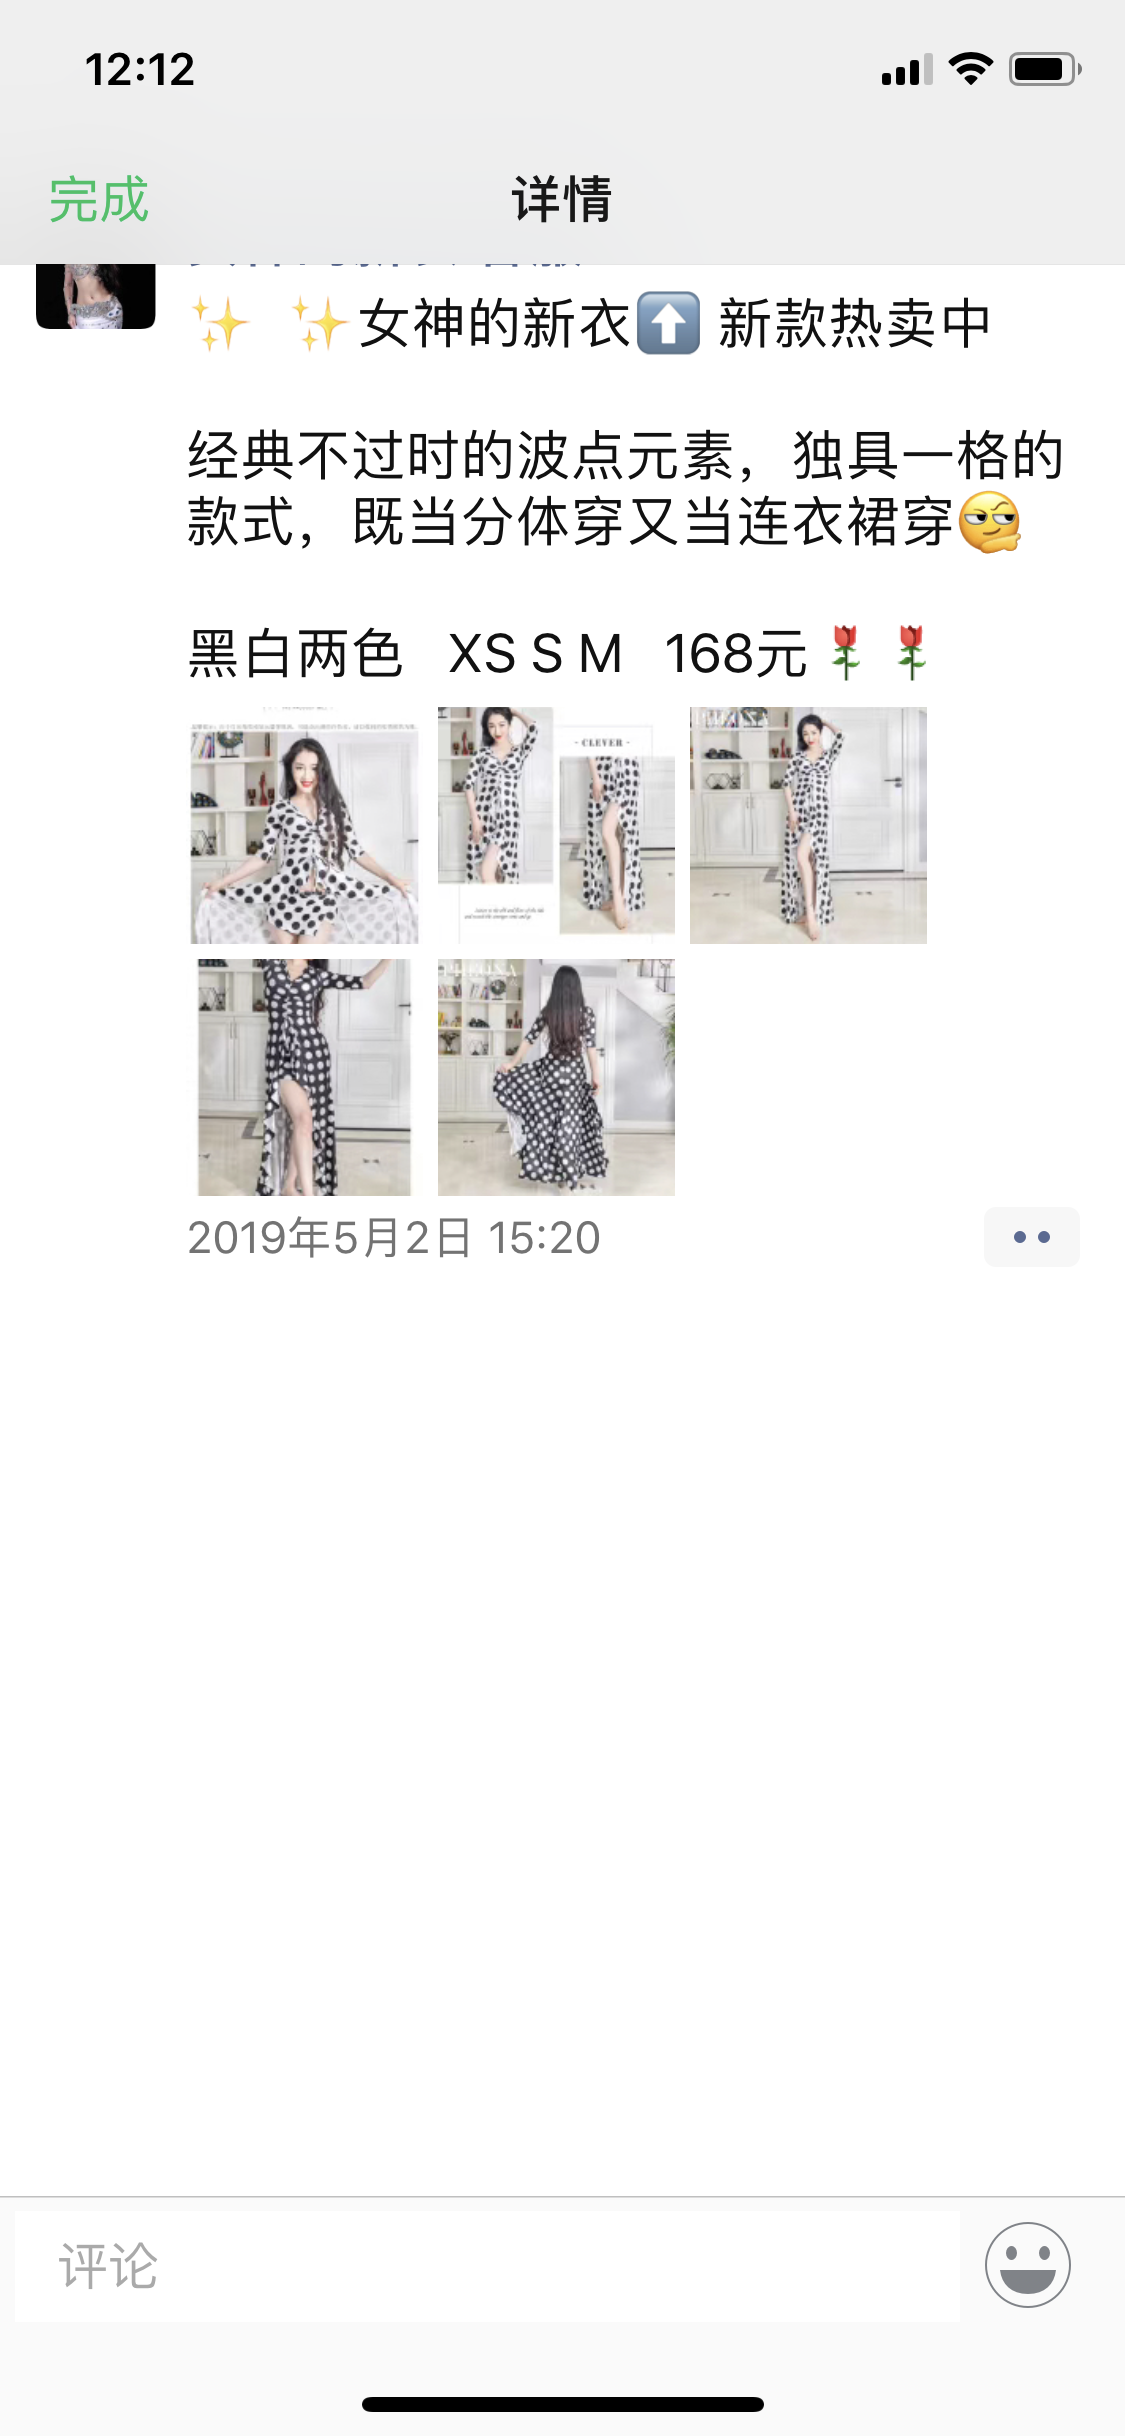 12:12
完成
详情
✨ ✨女神的新衣⬆️ 新款热卖中
经典不过时的波点元素，独具一格的
款式，既当分体穿又当连衣裙穿
黑白两色 XS S M 168元🌹🌹
- CLEVER -
2019年5月2日 15:20
评论